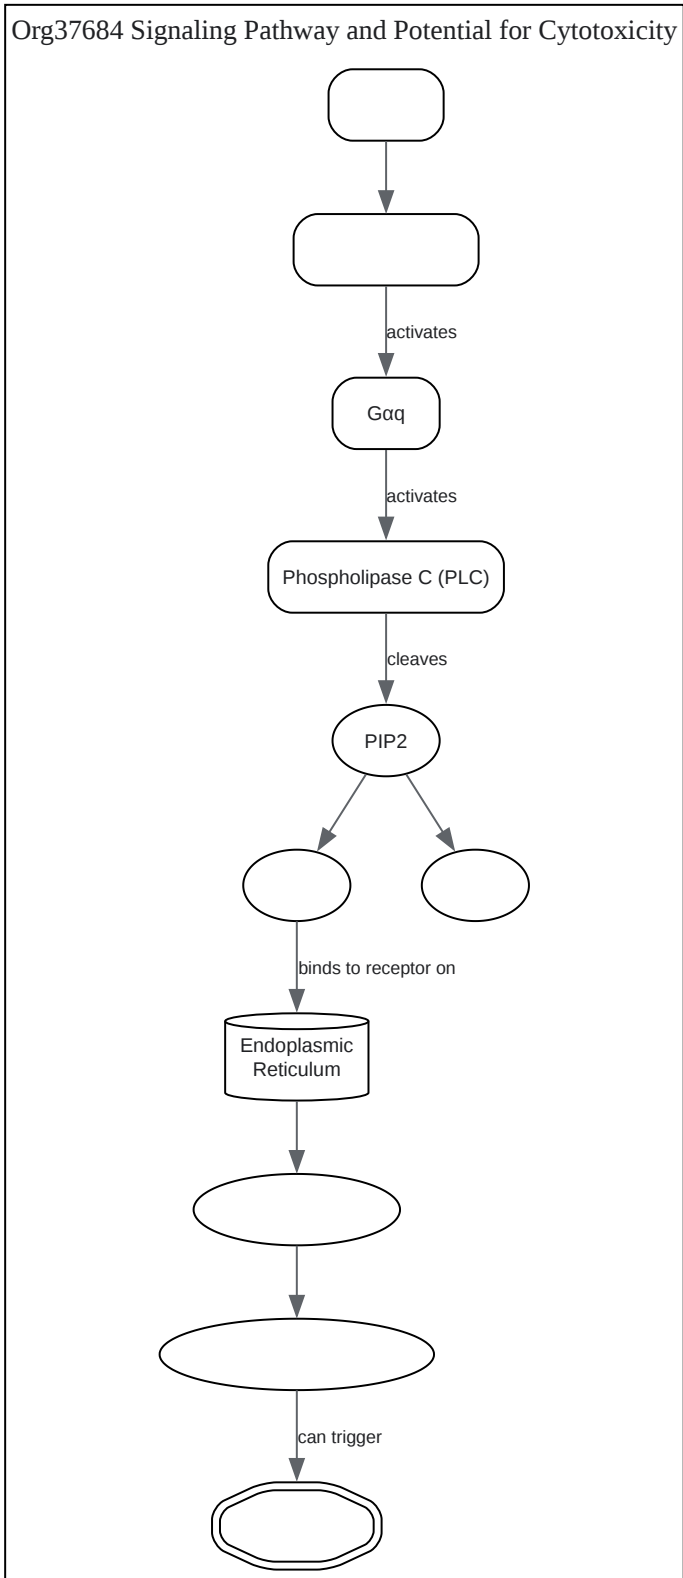 Org37684 Signaling Pathway and Potential for Cytotoxicity
activates
Gαq
activates
Phospholipase C (PLC)
cleaves
PIP2
binds to receptor on
Endoplasmic
Reticulum
can trigger